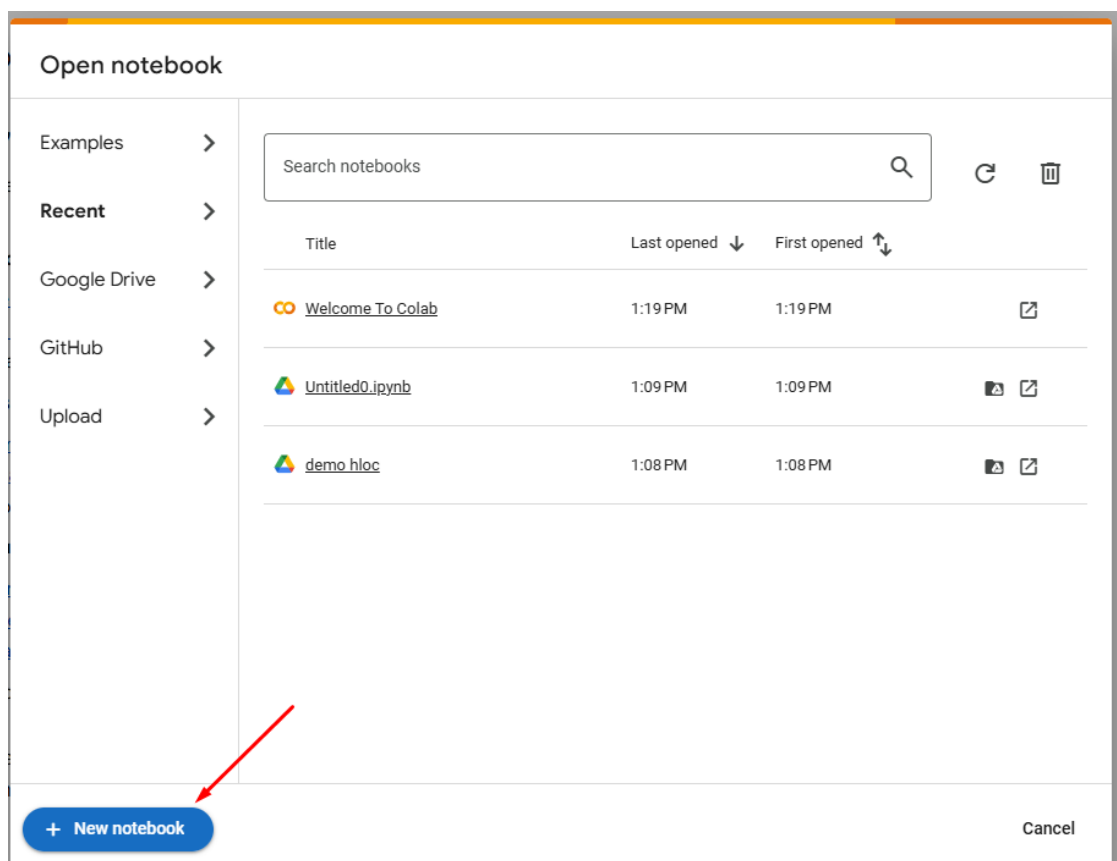 Open notebook
Examples
Recent
Google Drive
GitHub
Upload
Search notebooks
Title Last opened First opened
Welcome To Colab 1:19 PM 1:19 PM
Untitled0.ipynb 1:09 PM 1:09 PM
demo hloc 1:08 PM 1:08 PM
+ New notebook
Cancel